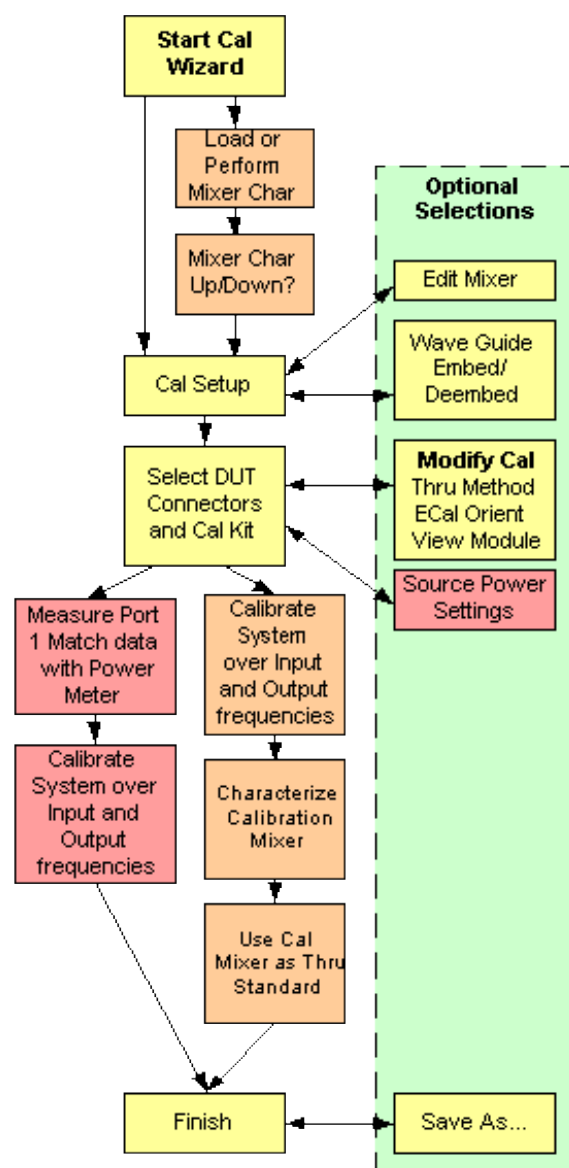 Start Cal
Wizard
Load or
Perform
Mixer Char
Optional
Selections
Mixer Char
Up/Down?
Edit Mixer
Wave Guide
Embed/
Deembed
Cal Setup
Select DUT
Connectors
and Cal Kit
Modify Cal
Thru Method
ECal Orient
View Module
Source Power
Settings
Measure Port
1 Match data
with Power
Meter
Calibrate
System
over Input
and Output
frequencies
Calibrate
System over
Input and
Output
frequencies
Characterize
Calibration
Mixer
Use Cal
Mixer as Thru
Standard
Finish
Save As...